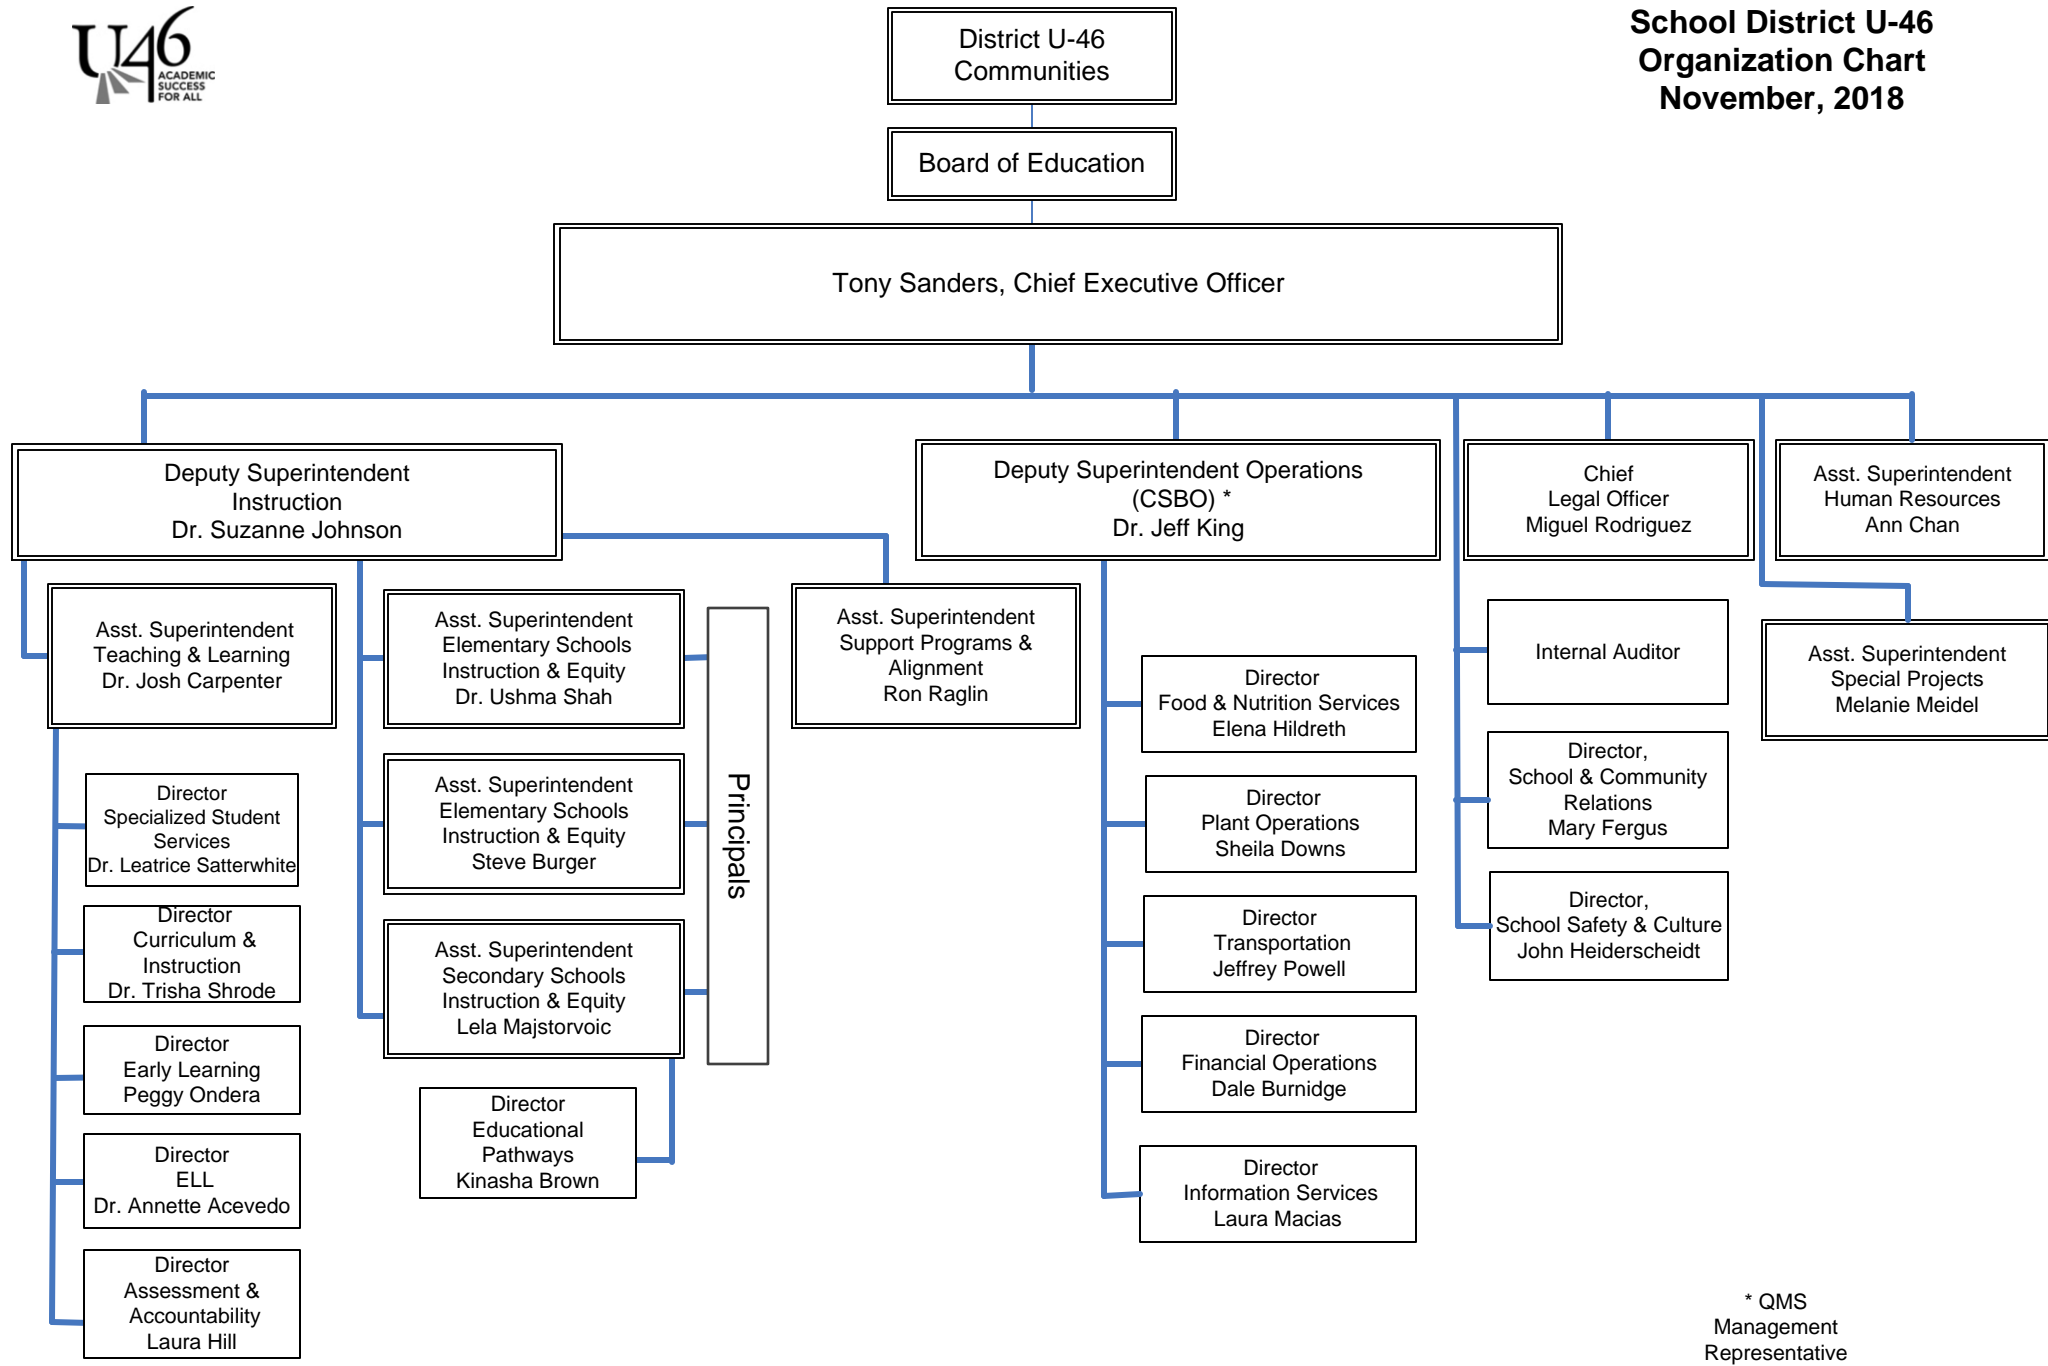 U46
ACADEMIC
SUCCESS
FOR ALL
District U-46
Communities
School District U-46
Organization Chart
November, 2018
Board of Education
Tony Sanders, Chief Executive Officer
Deputy Superintendent
Instruction
Dr. Suzanne Johnson
Deputy Superintendent Operations
(CSBO) *
Dr. Jeff King
Chief
Legal Officer
Miguel Rodriguez
Asst. Superintendent
Human Resources
Ann Chan
Asst. Superintendent
Teaching & Learning
Dr. Josh Carpenter
Asst. Superintendent
Elementary Schools
Instruction & Equity
Dr. Ushma Shah
Principals
Asst. Superintendent
Support Programs &
Alignment
Ron Raglin
Director
Food & Nutrition Services
Elena Hildreth
Internal Auditor
Asst. Superintendent
Special Projects
Melanie Meidel
Director
Specialized Student
Services
Dr. Leatrice Satterwhite
Asst. Superintendent
Elementary Schools
Instruction & Equity
Steve Burger
Director
Plant Operations
Sheila Downs
Director,
School & Community
Relations
Mary Fergus
Director
Curriculum &
Instruction
Dr. Trisha Shrode
Asst. Superintendent
Secondary Schools
Instruction & Equity
Lela Majstorvoic
Director
Transportation
Jeffrey Powell
Director,
School Safety & Culture
John Heiderscheidt
Director
Early Learning
Peggy Ondera
Director
Educational
Pathways
Kinasha Brown
Director
Financial Operations
Dale Burnidge
Director
ELL
Dr. Annette Acevedo
Director
Information Services
Laura Macias
Director
Assessment &
Accountability
Laura Hill
* QMS
Management
Representative